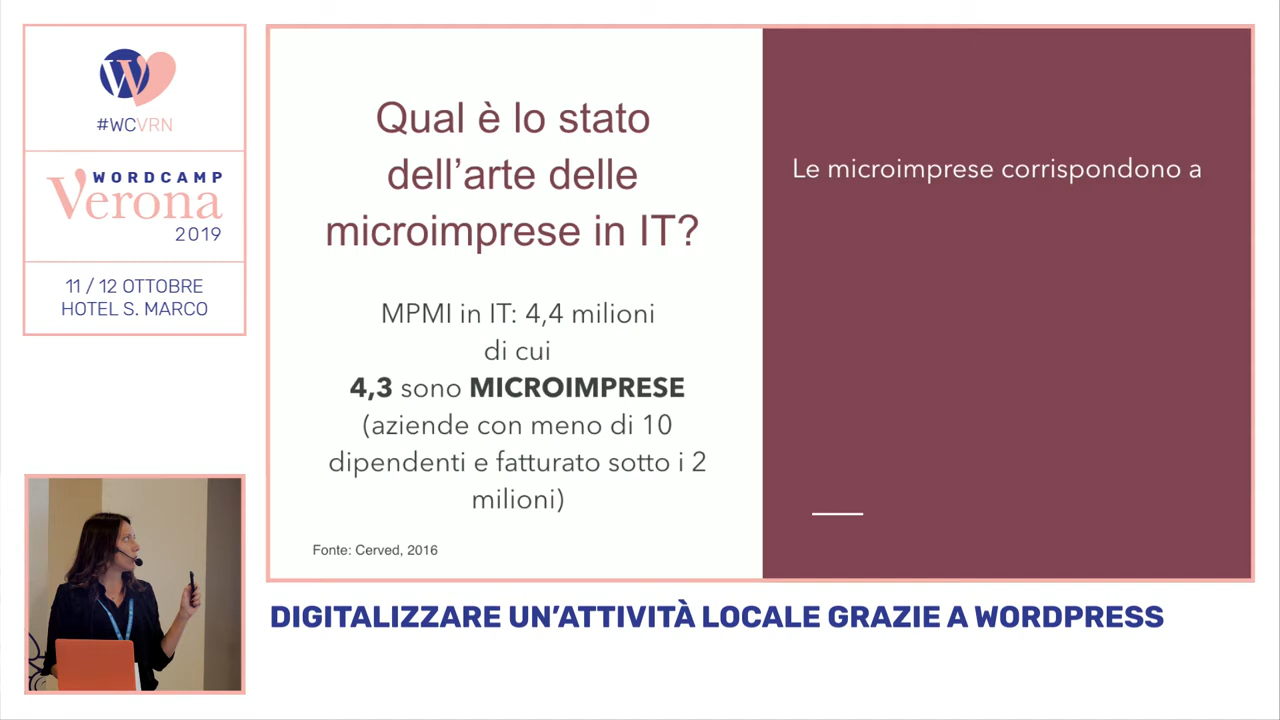 #WCVRN
WORDCAMP
Verona
2019
11 / 12 OTTOBRE
HOTEL S. MARCO
Qual è lo stato
dell’arte delle
microimprese in IT?
MPMI in IT: 4,4 milioni
di cui
4,3 sono MICROIMPRESE
(aziende con meno di 10
dipendenti e fatturato sotto i 2
milioni)
Fonte: Cerved, 2016
Le microimprese corrispondono a
DIGITALIZZARE UN’ATTIVITÀ LOCALE GRAZIE A WORDPRESS